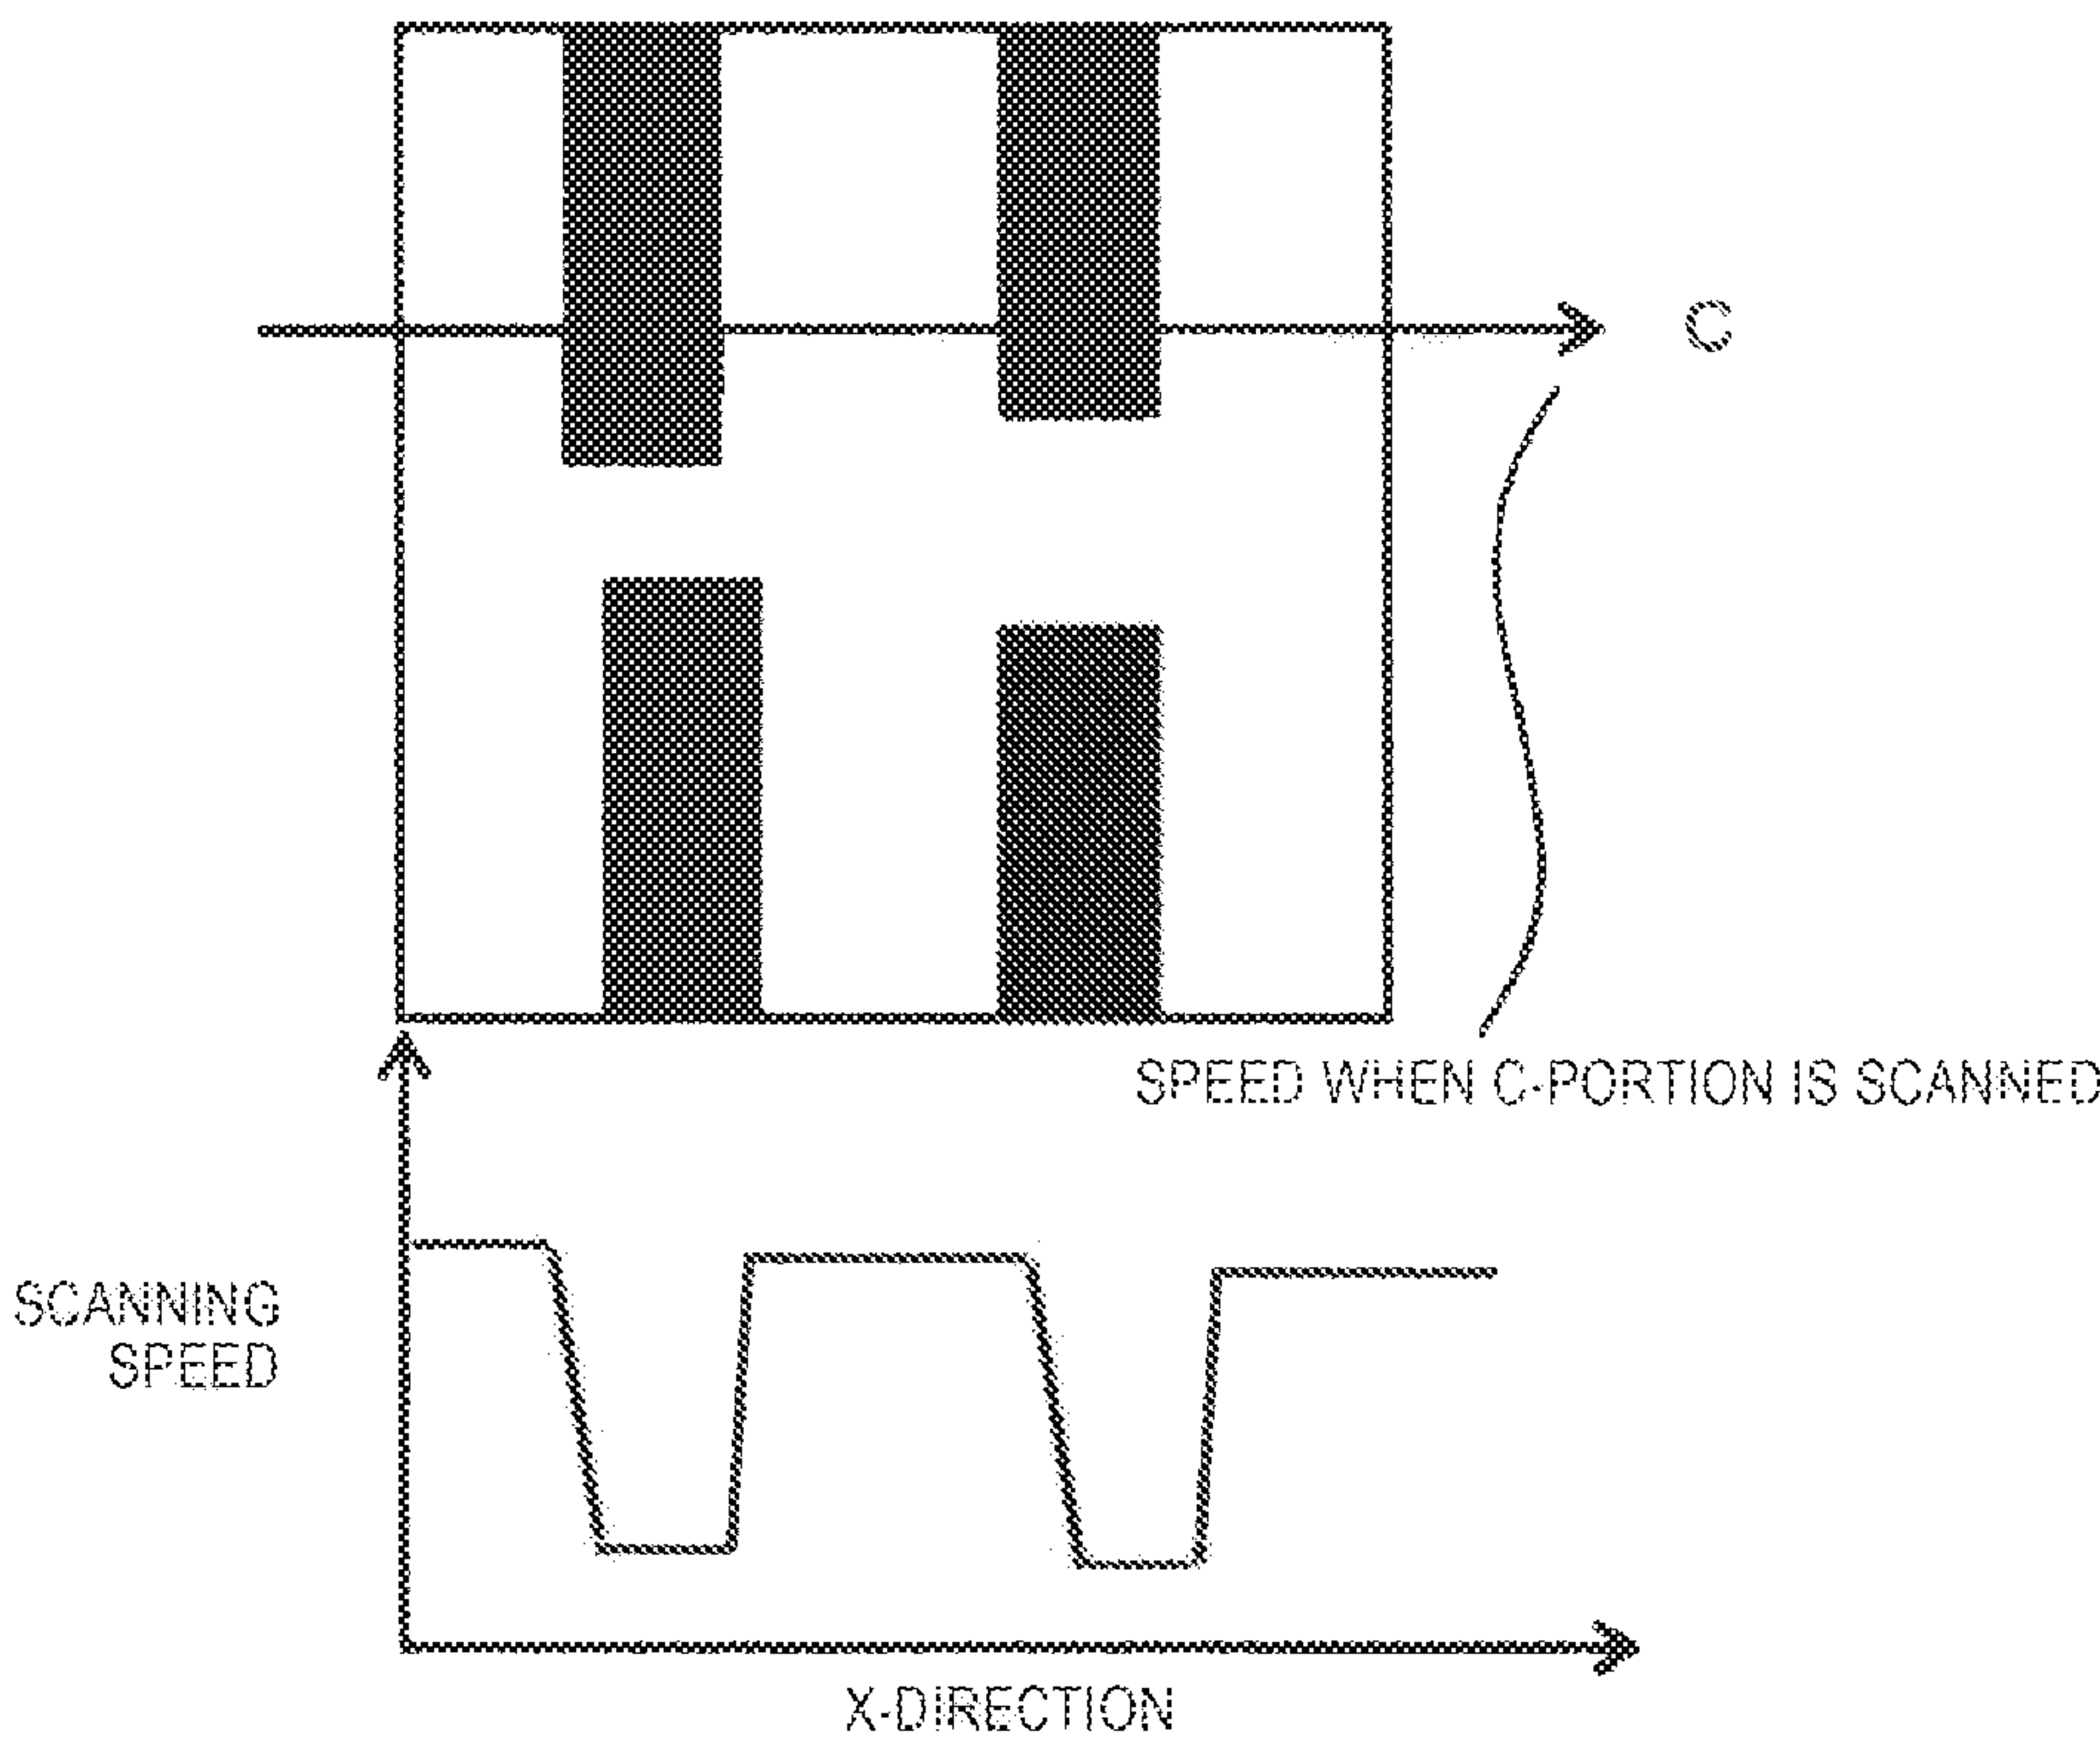 C
SPEED WHEN C-PORTION IS SCANNED
SCANNING
SPEED
X-DIRECTION